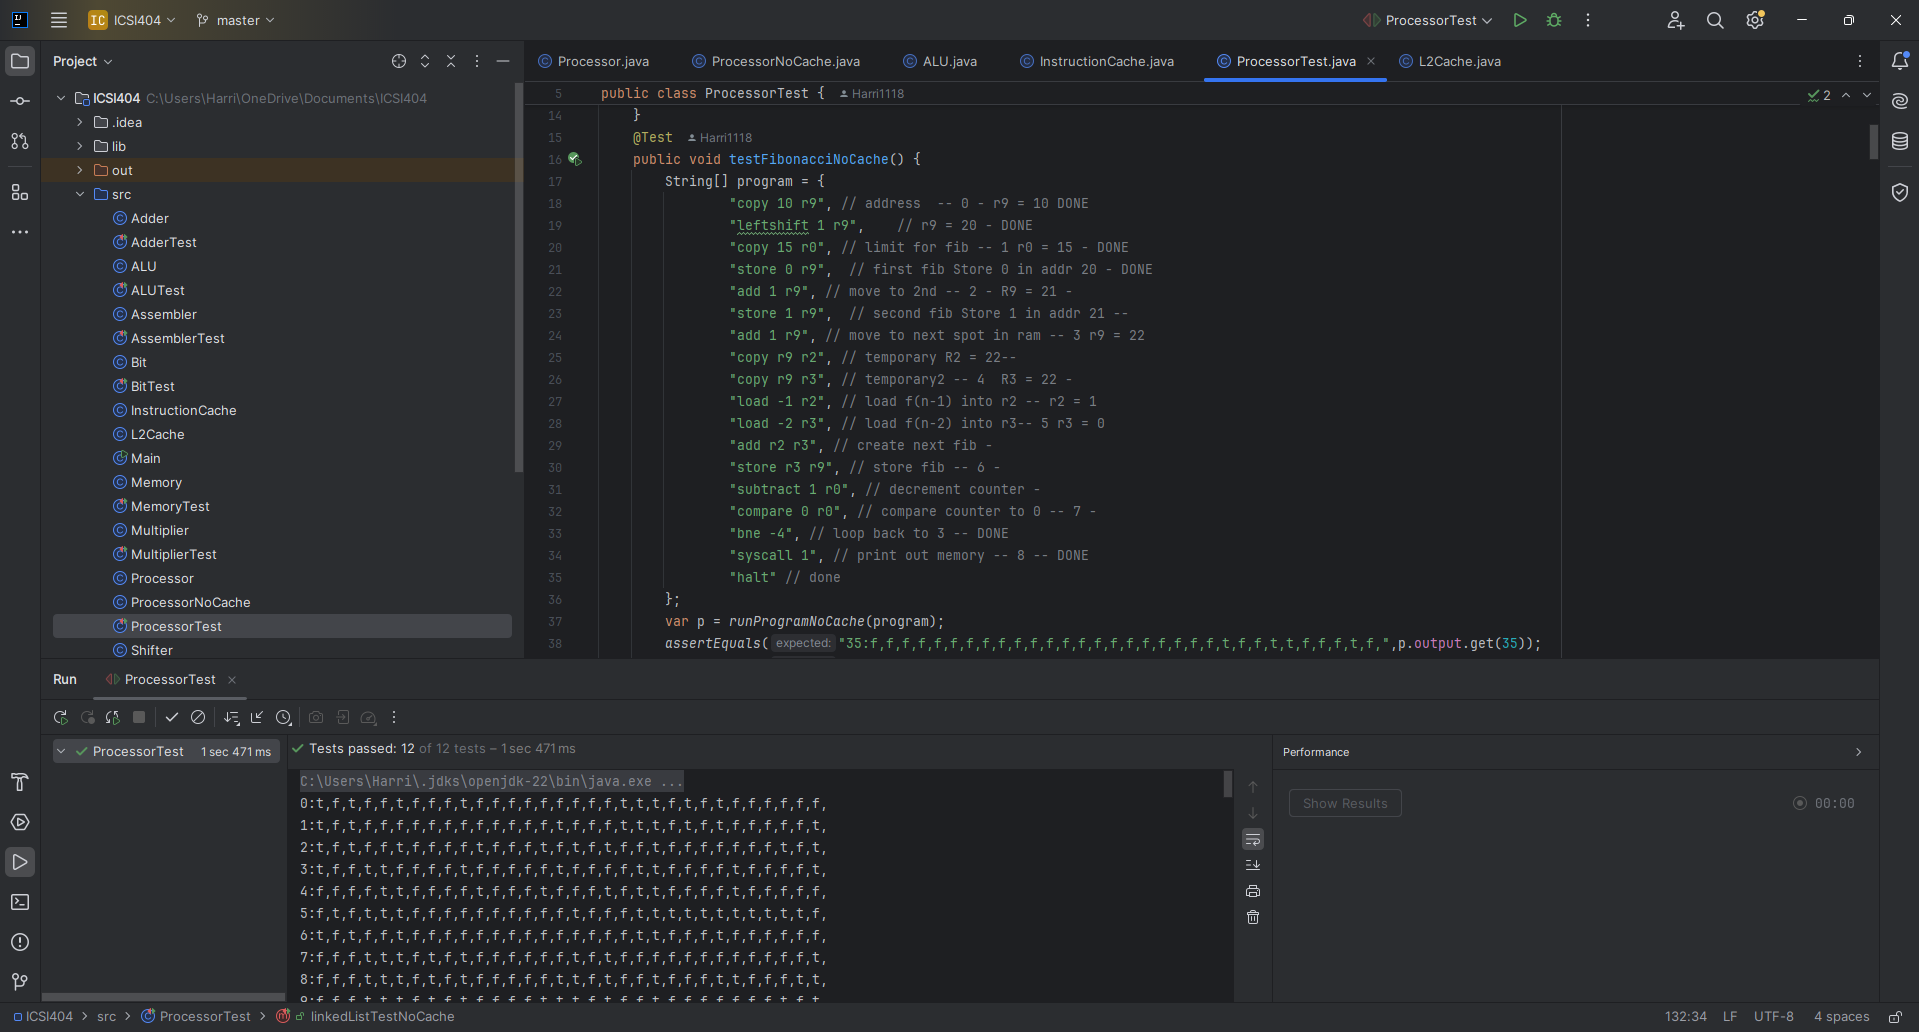 IC ICSI404 master ProcessorTest
Project
ICSI404 C:\Users\Harri\OneDrive\Documents\ICSI404
.idea
lib
out
src
Adder
AdderTest
ALU
ALUTest
Assembler
AssemblerTest
Bit
BitTest
InstructionCache
L2Cache
Main
Memory
MemoryTest
Multiplier
MultiplierTest
Processor
ProcessorNoCache
ProcessorTest
Shifter
Processor.java ProcessorNoCache.java ALU.java InstructionCache.java ProcessorTest.java L2Cache.java
5 public class ProcessorTest { Harri1118
2
14 }
15 @Test Harri1118
16 public void testFibonacciNoCache() {
17 String[] program = {
18 "copy 10 r9", // address -- 0 - r9 = 10 DONE
19 "leftshift 1 r9", // r9 = 20 - DONE
20 "copy 15 r0", // limit for fib -- 1 r0 = 15 - DONE
21 "store 0 r9", // first fib Store 0 in addr 20 - DONE
22 "add 1 r9", // move to 2nd -- 2 - R9 = 21 -
23 "store 1 r9", // second fib Store 1 in addr 21 --
24 "add 1 r9", // move to next spot in ram -- 3 r9 = 22
25 "copy r9 r2", // temporary R2 = 22--
26 "copy r9 r3", // temporary2 -- 4 R3 = 22 -
27 "load -1 r2", // load f(n-1) into r2 -- r2 = 1
28 "load -2 r3", // load f(n-2) into r3-- 5 r3 = 0
29 "add r2 r3", // create next fib -
30 "store r3 r9", // store fib -- 6 -
31 "subtract 1 r0", // decrement counter -
32 "compare 0 r0", // compare counter to 0 -- 7 -
33 "bne -4", // loop back to 3 -- DONE
34 "syscall 1", // print out memory -- 8 -- DONE
35 "halt" // done
36 };
37 var p = runProgramNoCache(program);
38 assertEquals( expected: "35:f,f,f,f,f,f,f,f,f,f,f,f,f,f,f,f,f,f,f,f,f,f,t,f,f,t,t,f,f,f,t,f,",p.output.get(35));
Run ProcessorTest
ProcessorTest 1 sec 471 ms
Tests passed: 12 of 12 tests – 1 sec 471 ms
C:\Users\Harri\.jdks\openjdk-22\bin\java.exe ...
0:t,f,t,f,f,t,f,f,f,t,f,f,f,f,f,f,f,f,f,t,t,t,f,t,f,t,f,f,f,f,f,f,
1:t,f,t,f,f,f,f,f,f,f,f,f,f,f,f,t,f,f,f,t,t,t,f,t,f,t,f,f,f,f,f,t,
2:t,f,t,f,f,t,f,f,f,f,t,f,f,f,t,f,t,f,t,t,f,f,f,t,f,f,f,f,f,t,f,t,
3:t,f,f,f,t,f,f,f,f,f,f,f,f,f,t,f,f,f,t,t,f,f,f,f,f,t,f,f,f,f,f,t,
4:f,f,f,f,t,t,f,f,f,f,t,f,f,f,t,f,f,f,t,f,t,t,f,f,f,f,t,f,f,f,f,f,
5:f,t,f,t,t,t,f,f,f,f,f,f,f,f,f,t,f,f,f,f,t,t,t,t,t,t,t,t,t,t,t,f,
6:t,f,t,f,f,t,f,f,f,f,f,f,f,f,f,f,f,f,f,f,t,t,f,f,f,t,f,f,f,f,f,f,
7:f,f,f,t,t,t,f,f,f,f,f,f,f,f,f,f,t,f,t,f,f,f,f,f,f,f,f,f,f,f,f,t,
8:f,f,f,t,t,f,t,f,t,f,f,f,f,f,f,t,t,f,t,f,t,t,f,f,f,f,t,f,f,f,t,t,
Performance
Show Results 00:00
ICSI404 src ProcessorTest linkedListTestNoCache 132:34 LF UTF-8 4 spaces